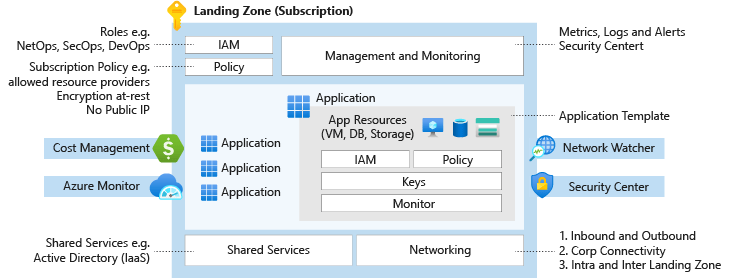 Landing Zone (Subscription)
Roles e.g.
NetOps, SecOps, DevOps
IAM
Policy
Management and Monitoring
Metrics, Logs and Alerts
Security Centert
Subscription Policy e.g.
allowed resource providers
Encryption at-rest
No Public IP
Application
App Resources
(VM, DB, Storage)
Application Template
Cost Management
Azure Monitor
Application
Application
Application
IAM
Policy
Keys
Monitor
Network Watcher
Security Center
Shared Services e.g.
Active Directory (IaaS)
Shared Services
Networking
1. Inbound and Outbound
2. Corp Connectivity
3. Intra and Inter Landing Zone